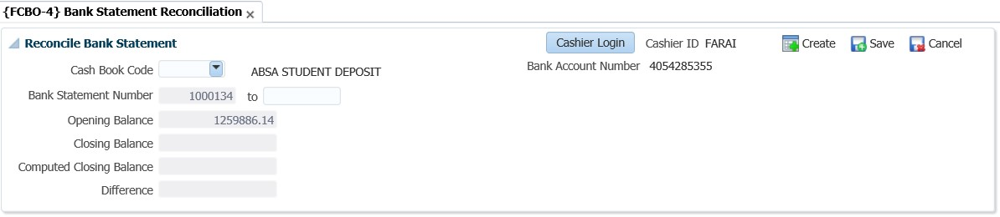 {FCBO-4} Bank Statement Reconciliation
Reconcile Bank Statement Cashier Login Cashier ID FARAI Create Save Cancel
Cash Book Code ABSA STUDENT DEPOSIT Bank Account Number 4054285355
Bank Statement Number 1000134 to
Opening Balance 1259886.14
Closing Balance
Computed Closing Balance
Difference